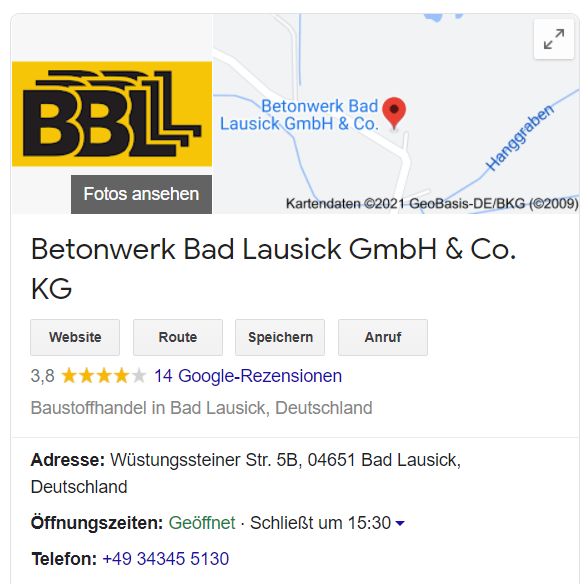 BBL
Betonwerk Bad
Lausick GmbH & Co.
Hanggraben
Fotos ansehen
Kartendaten ©2021 GeoBasis-DE/BKG (©2009)
Betonwerk Bad Lausick GmbH & Co.
KG
Website Route Speichern Anruf
3,8 14 Google-Rezensionen
Baustoffhandel in Bad Lausick, Deutschland
Adresse: Wüstungssteiner Str. 5B, 04651 Bad Lausick,
Deutschland
Öffnungszeiten: Geöffnet · Schließt um 15:30
Telefon: +49 34345 5130